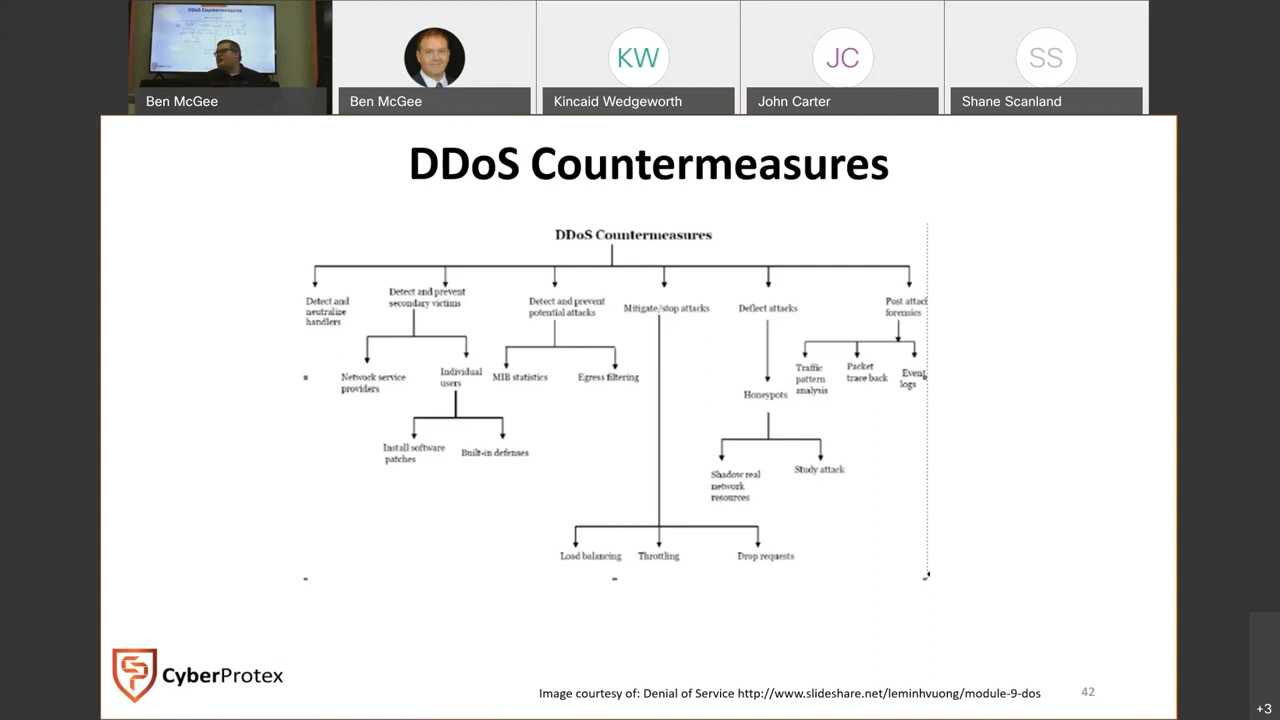 DDoS Countermeasures
Ben McGee
Ben McGee
KW
Kincaid Wedgeworth
JC
John Carter
SS
Shane Scanland
DDoS Countermeasures
DDoS Countermeasures
Detect and
neutralize
handlers
Detect and prevent
secondary victims
Detect and prevent
potential attacks
Mitigate/stop attacks
Deflect attacks
Post attac
forensics
Network service
providers
Individual
users
MIB statistics
Egress filtering
Honeypots
Traffic
pattern
analysis
Packet
trace back
Event
logs
Install software
patches
Built-in defenses
Shadow real
network
resources
Study attack
Load balancing
Throttling
Drop requests
CyberProtex
Image courtesy of: Denial of Service http://www.slideshare.net/leminhvuong/module-9-dos
42
+3